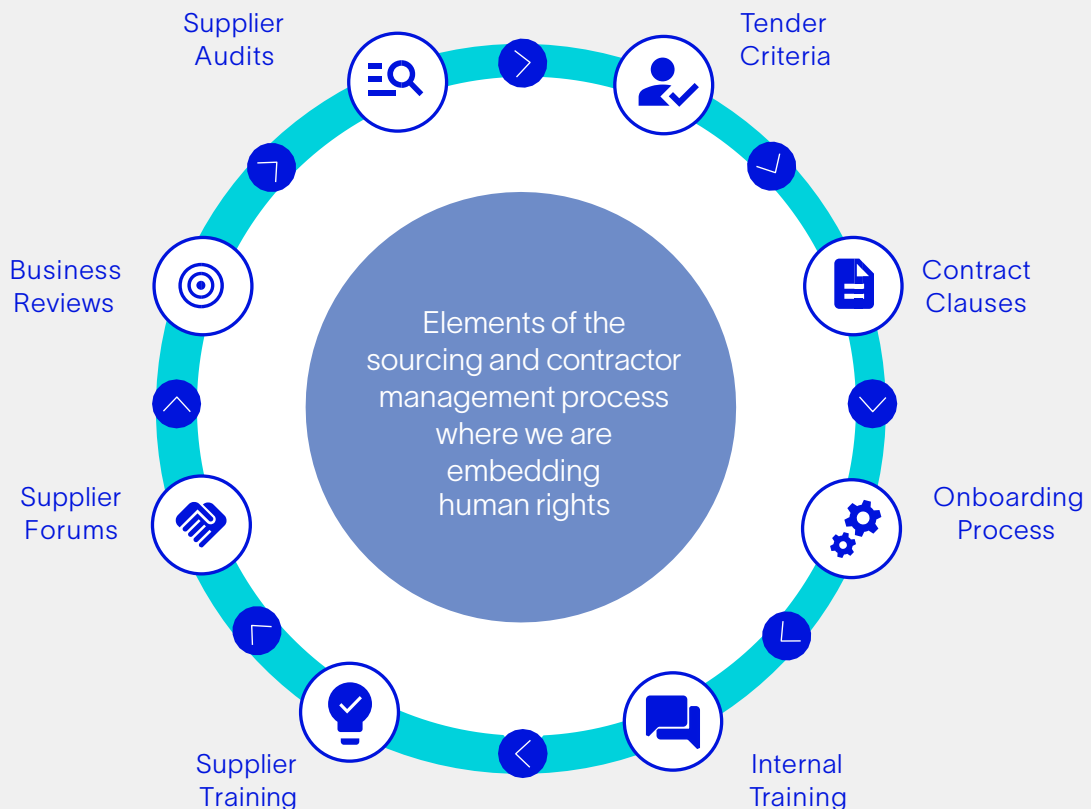 Supplier
Audits
Tender
Criteria
Business
Reviews
Contract
Clauses
Elements of the
sourcing and contractor
management process
where we are
embedding
human rights
Supplier
Forums
Onboarding
Process
Supplier
Training
Internal
Training